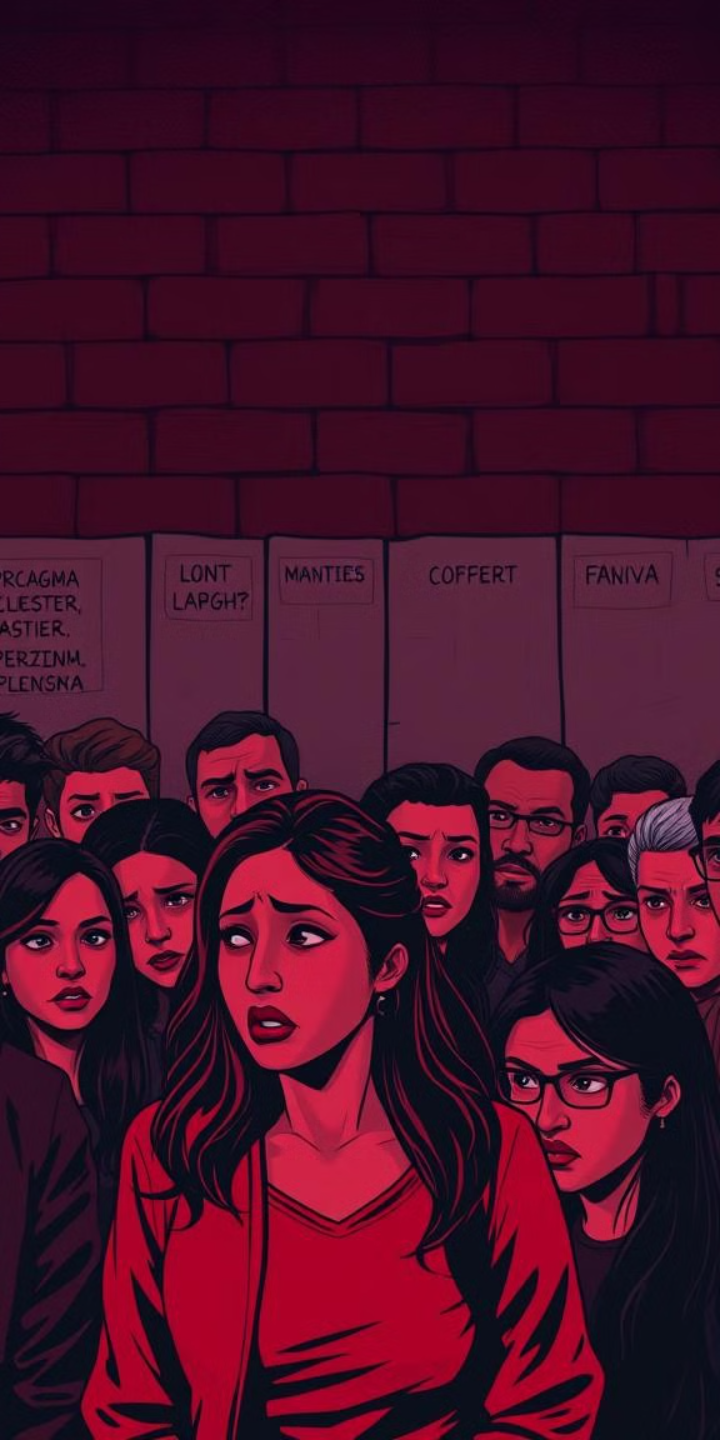 PRCAGMA
CLESTER,
ASTIER.
PERZINM.
PLENSNA
LONT
LAPGH?
MANTIES
COFFERT
FANIVA
S